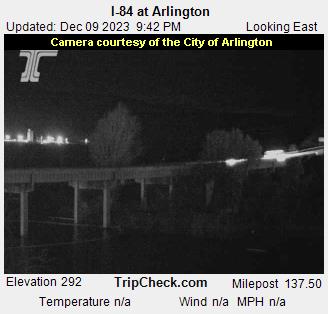 I-84 at Arlington
Updated: Dec 09 2023 9:42 PM Looking East
Camera courtesy of the City of Arlington
Elevation 292 TripCheck.com Milepost 137.50
Temperature n/a Wind n/a MPH n/a